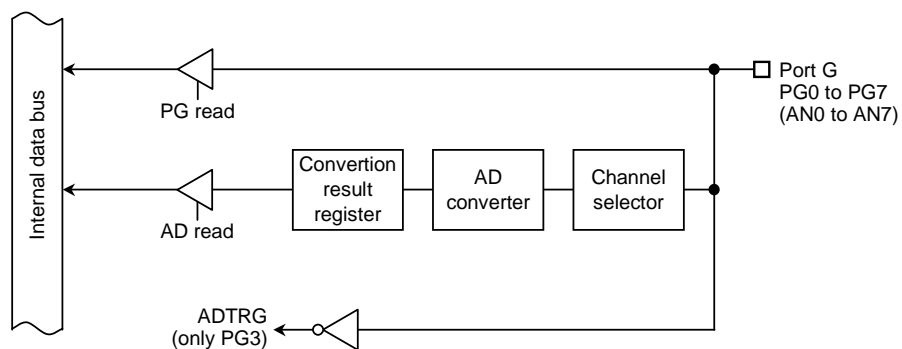 Internal data bus
PG read
Port G
PG0 to PG7
(AN0 to AN7)
AD read
Convertion
result
register
AD
converter
Channel
selector
ADTRG
(only PG3)